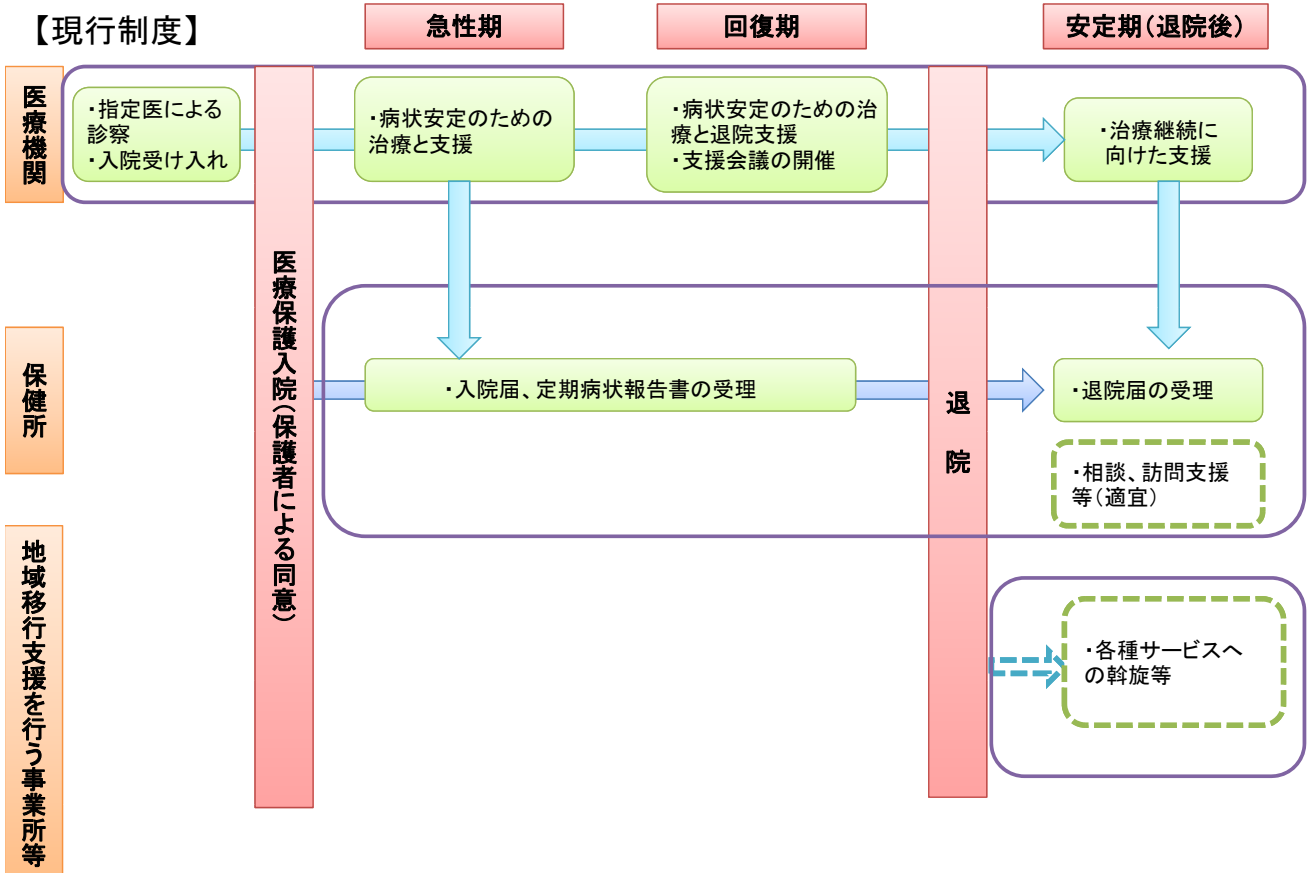 【現行制度】
急性期
回復期
安定期(退院後)
医療機関
・指定医による
診察
・入院受け入れ
・病状安定のための
治療と支援
・病状安定のための治
療と退院支援
・支援会議の開催
・治療継続に
向けた支援
医療保護入院(保護者による同意)
退院
保健所
・入院届、定期病状報告書の受理
・退院届の受理
・相談、訪問支援
等(適宜)
地域移行支援を行う事業所等
・各種サービスへ
の斡旋等